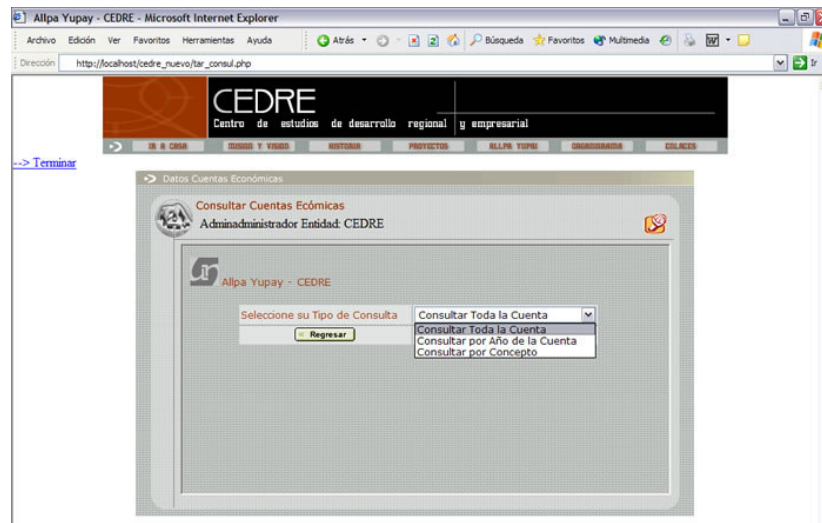 Allpa Yupay - CEDRE - Microsoft Internet Explorer
Archivo Edición Ver Favoritos Herramientas Ayuda
Atrás Búsqueda Favoritos Multimedia
Dirección http://localhost/cedre_nuevo/tar_consul.php Ir
CEDRE
Centro de estudios de desarrollo regional y empresarial
IR A CASA MISION Y VISION HISTORIA PROYECTOS ALLPA YUPAI ORGANIGRAMA ENLACES
--> Terminar
Datos Cuentas Económicas
Consultar Cuentas Ecómicas
Adminadministrador Entidad: CEDRE
Allpa Yupay - CEDRE
Seleccione su Tipo de Consulta Consultar Toda la Cuenta
Consultar Toda la Cuenta
Regresar
Consultar por Año de la Cuenta
Consultar por Concepto